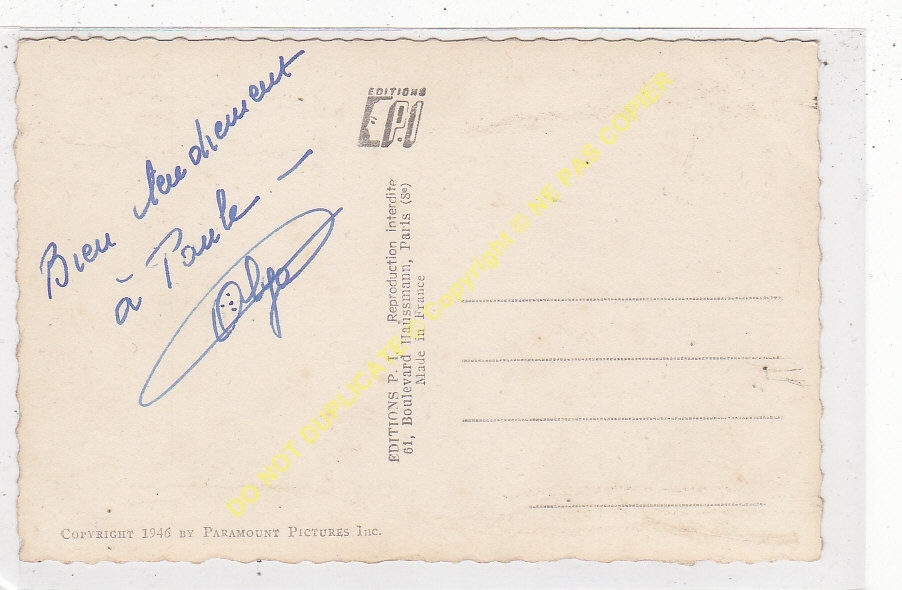 Bien tendrement
à Paule –
Olga
EDITIONS
P.I
EDITIONS P. I. Reproduction interdite
61, Boulevard Haussmann, Paris (8e)
Made in France
COPYRIGHT 1946 BY PARAMOUNT PICTURES INC.
DO NOT DUPLICATE © Copyright © NE PAS COPIER